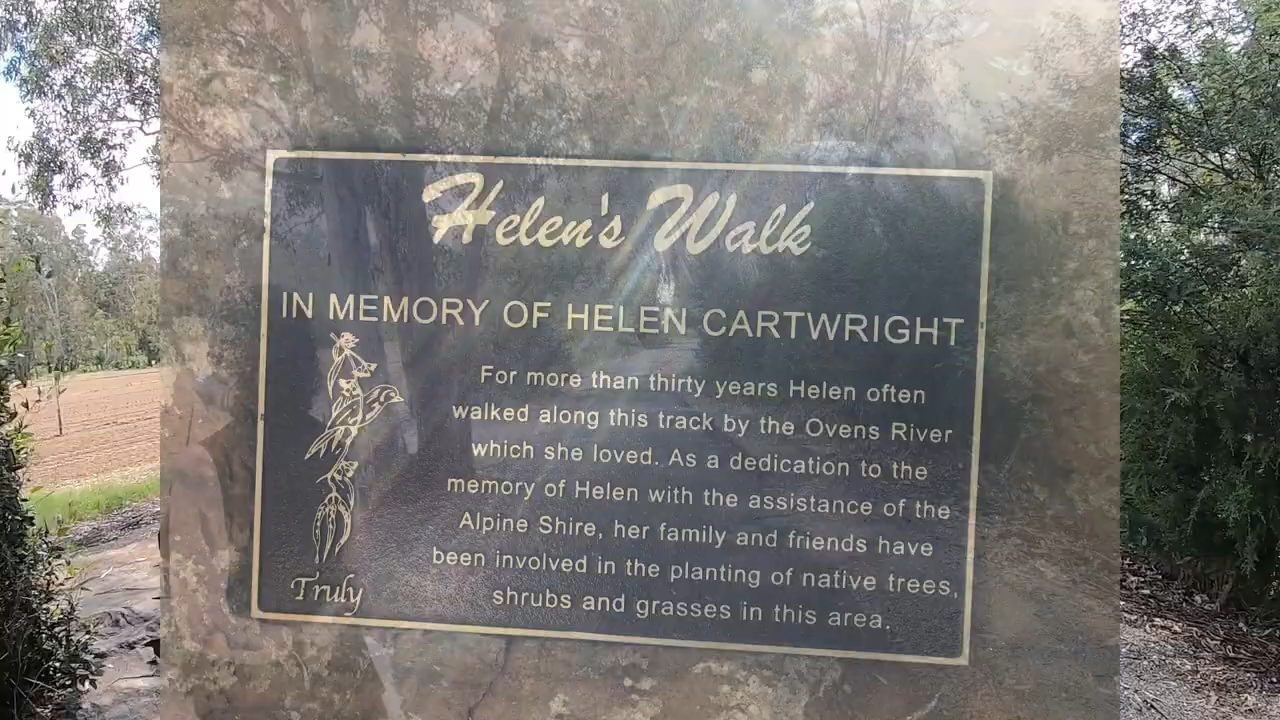 Helen's Walk
IN MEMORY OF HELEN CARTWRIGHT
For more than thirty years Helen often
walked along this track by the Ovens River
which she loved. As a dedication to the
memory of Helen with the assistance of the
Alpine Shire, her family and friends have
been involved in the planting of native trees,
shrubs and grasses in this area.
Truly